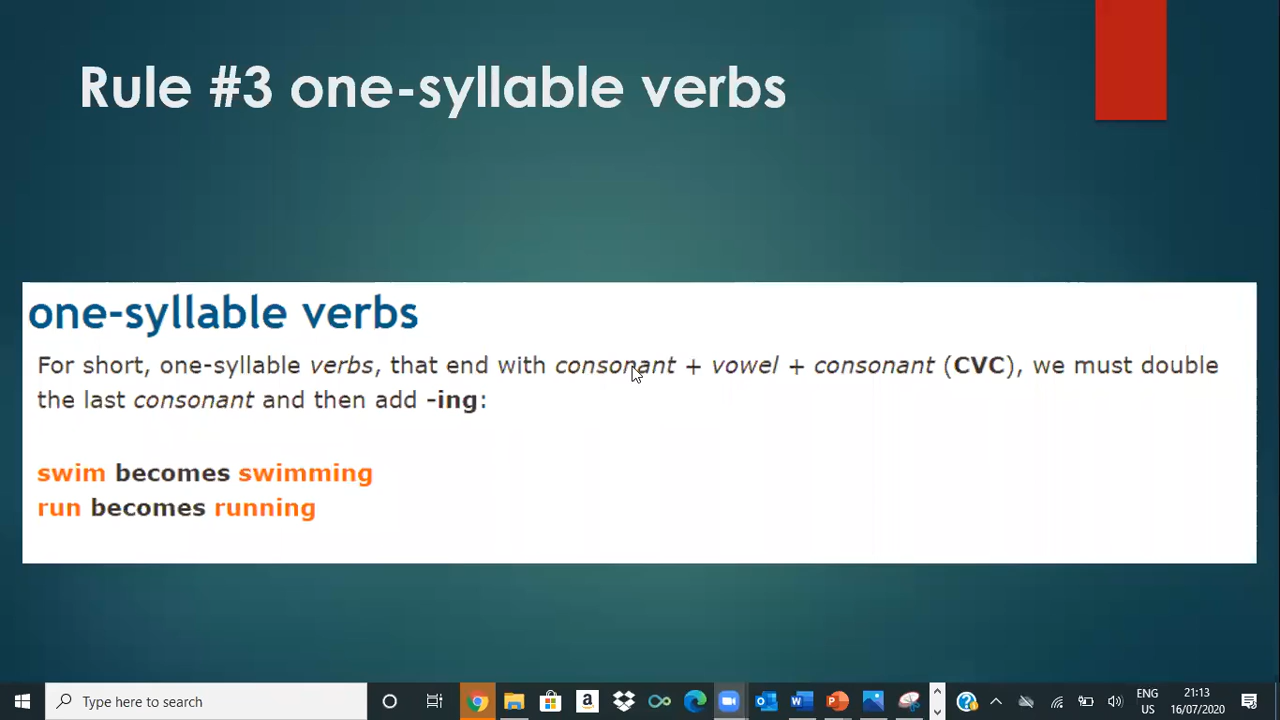 Rule #3 one-syllable verbs
one-syllable verbs
For short, one-syllable verbs, that end with consonant + vowel + consonant (CVC), we must double
the last consonant and then add -ing:
swim becomes swimming
run becomes running
Type here to search
ENG
US
21:13
16/07/2020